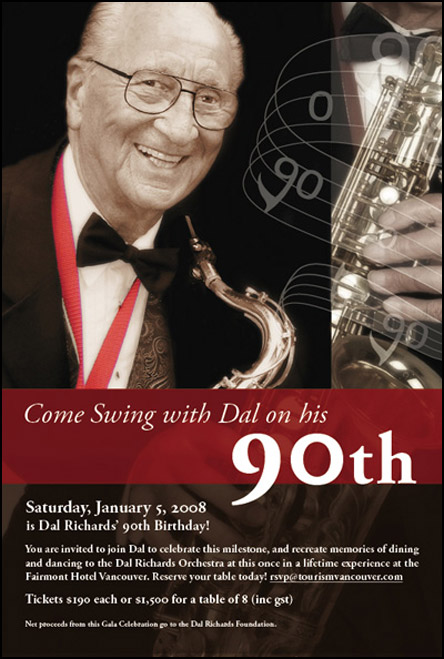 90
0
90
90
Come Swing with Dal on his
90th
Saturday, January 5, 2008
is Dal Richards' 90th Birthday!
You are invited to join Dal to celebrate this milestone, and recreate memories of dining
and dancing to the Dal Richards Orchestra at this once in a lifetime experience at the
Fairmont Hotel Vancouver. Reserve your table today! rsvp@tourismvancouver.com
Tickets $190 each or $1,500 for a table of 8 (inc gst)
Net proceeds from this Gala Celebration go to the Dal Richards Foundation.